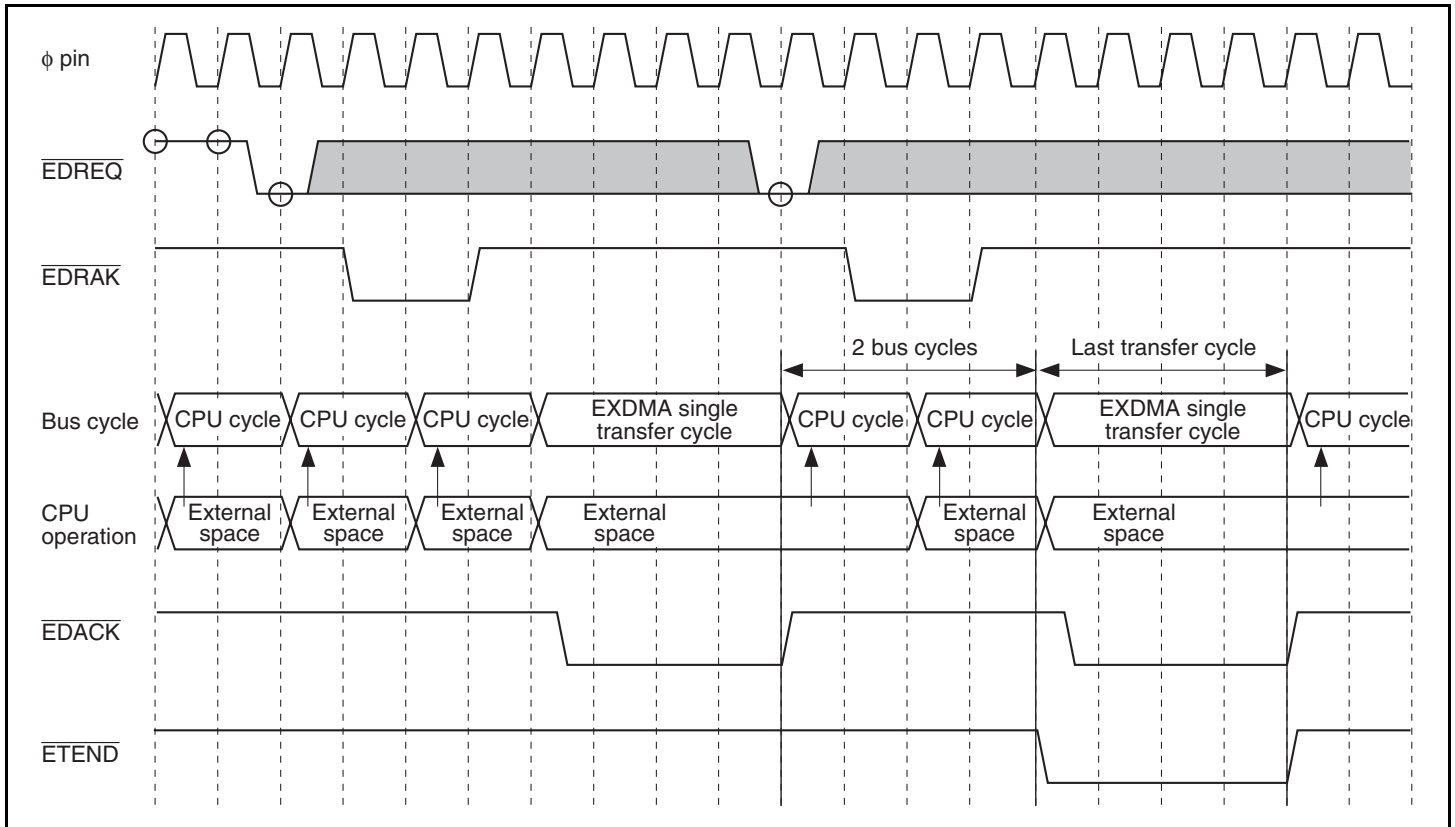 ϕ pin
EDREQ
EDRAK
2 bus cycles
Last transfer cycle
Bus cycle
CPU cycle
CPU cycle
CPU cycle
EXDMA single
transfer cycle
CPU cycle
CPU cycle
EXDMA single
transfer cycle
CPU cycle
CPU
operation
External
space
External
space
External
space
External
space
External
space
External
space
EDACK
ETEND